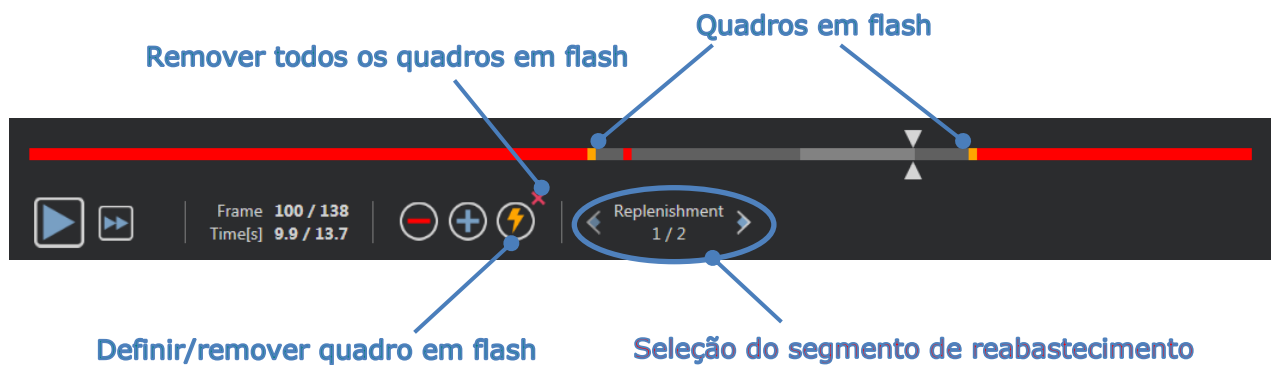 Quadros em flash
Remover todos os quadros em flash
Frame 100 / 138
Time[s] 9.9 / 13.7
Replenishment
1 / 2
Definir/remover quadro em flash
Seleção do segmento de reabastecimento